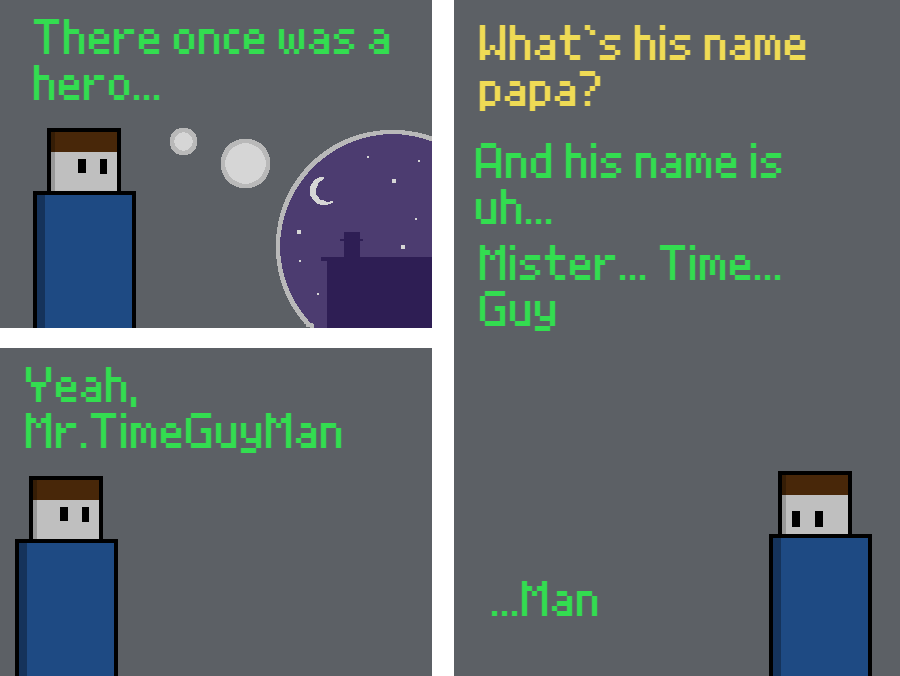 There once was a
hero...
What`s his name
papa?
And his name is
uh...
Mister... Time...
Guy
...Man
Yeah,
Mr.TimeGuyMan